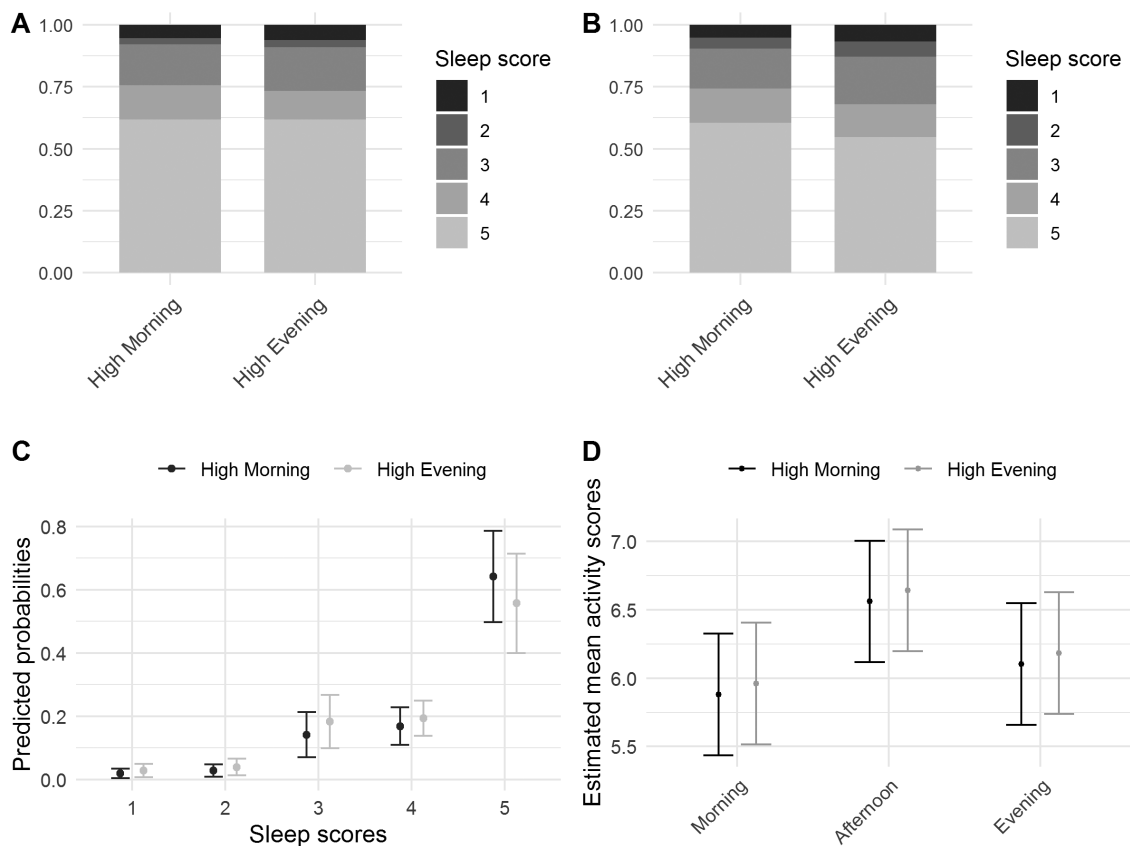 A
1.00
0.75
0.50
0.25
0.00
High Morning
High Evening
Sleep score
1
2
3
4
5
B
1.00
0.75
0.50
0.25
0.00
High Morning
High Evening
Sleep score
1
2
3
4
5
C
High Morning
High Evening
Predicted probabilities
0.8
0.6
0.4
0.2
0.0
1 2 3 4 5
Sleep scores
D
High Morning
High Evening
Estimated mean activity scores
7.0
6.5
6.0
5.5
Morning
Afternoon
Evening